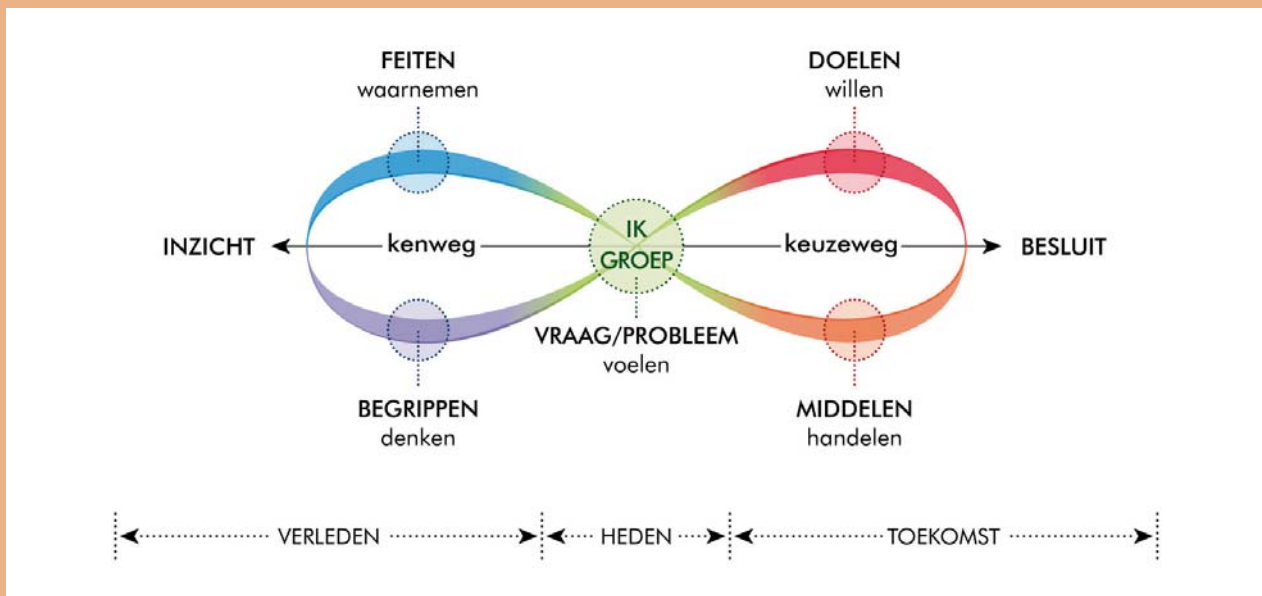 FEITEN
waarnemen
DOELEN
willen
INZICHT
kenweg
IK
GROEP
keuzeweg
BESLUIT
VRAAG/PROBLEEM
voelen
BEGRIPPEN
denken
MIDDELEN
handelen
VERLEDEN
HEDEN
TOEKOMST